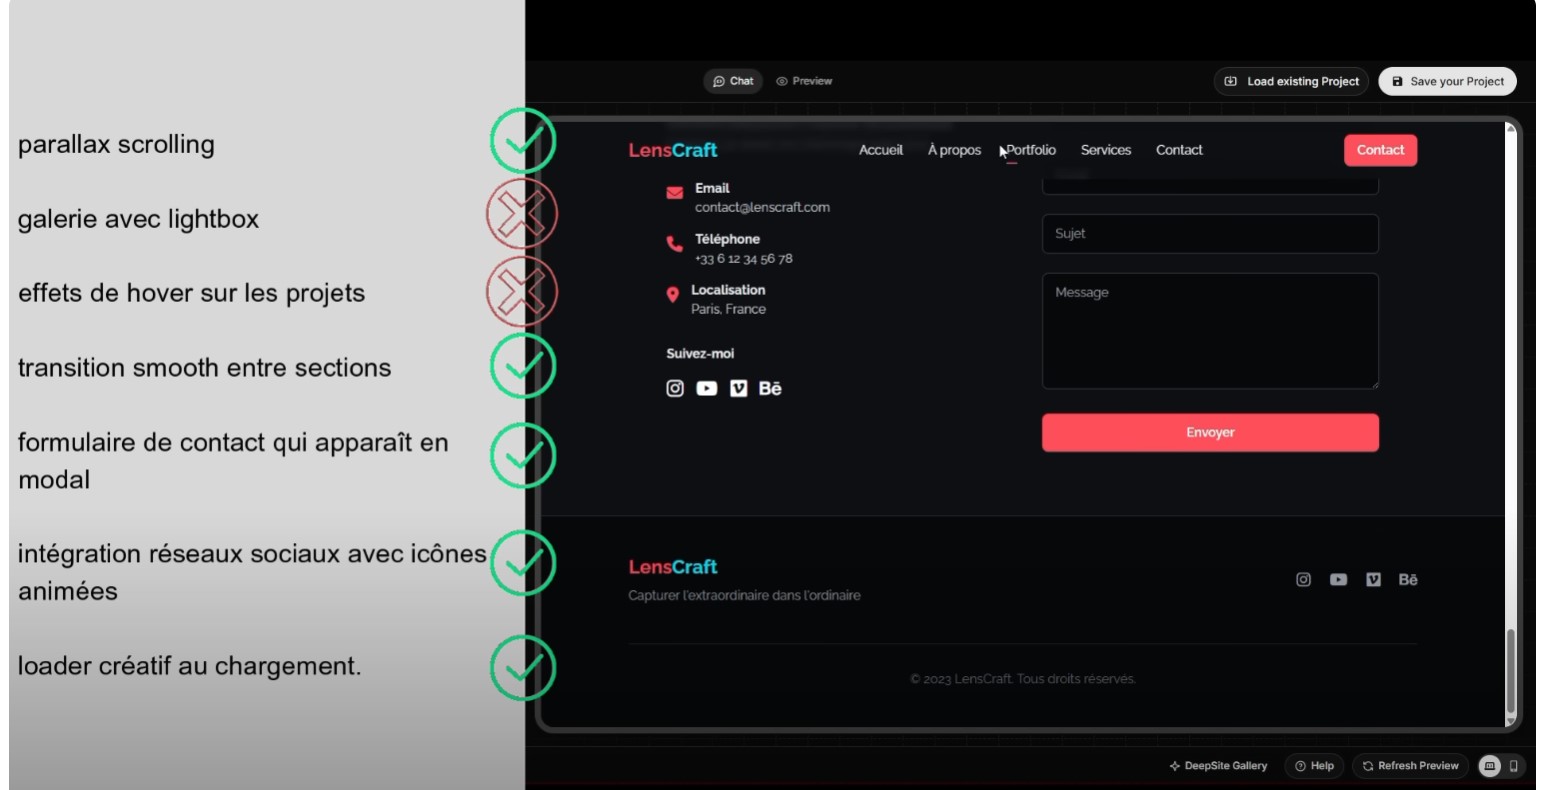 parallax scrolling
galerie avec lightbox
effets de hover sur les projets
transition smooth entre sections
formulaire de contact qui apparaît en
modal
intégration réseaux sociaux avec icônes
animées
loader créatif au chargement.
Chat Preview Load existing Project Save your Project
LensCraft Accueil À propos Portfolio Services Contact Contact
Email
contact@lenscraft.com
Téléphone
+33 6 12 34 56 78
Localisation
Paris, France
Suivez-moi
Bē
Sujet
Message
Envoyer
LensCraft
Capturer l'extraordinaire dans l'ordinaire
Bē
© 2023 LensCraft. Tous droits réservés.
DeepSite Gallery Help Refresh Preview